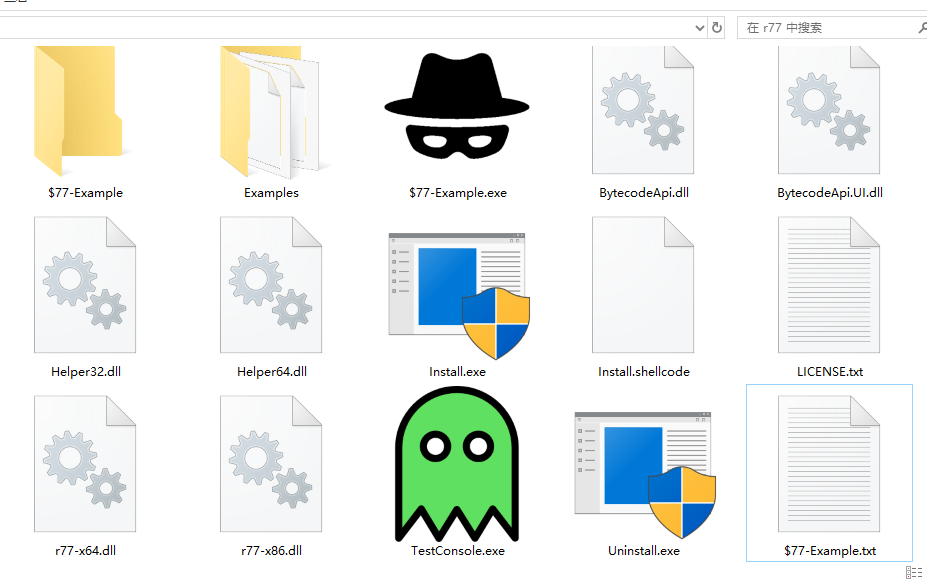 在 r77 中搜索
$77-Example
Examples
$77-Example.exe
BytecodeApi.dll
BytecodeApi.UI.dll
Helper32.dll
Helper64.dll
Install.exe
Install.shellcode
LICENSE.txt
r77-x64.dll
r77-x86.dll
TestConsole.exe
Uninstall.exe
$77-Example.txt